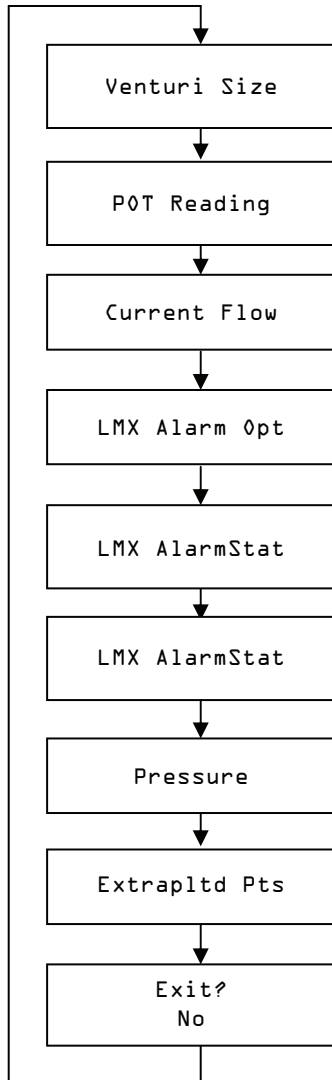 Venturi Size
POT Reading
Current Flow
LMX Alarm Opt
LMX AlarmStat
LMX AlarmStat
Pressure
Extrapltd Pts
Exit?
No